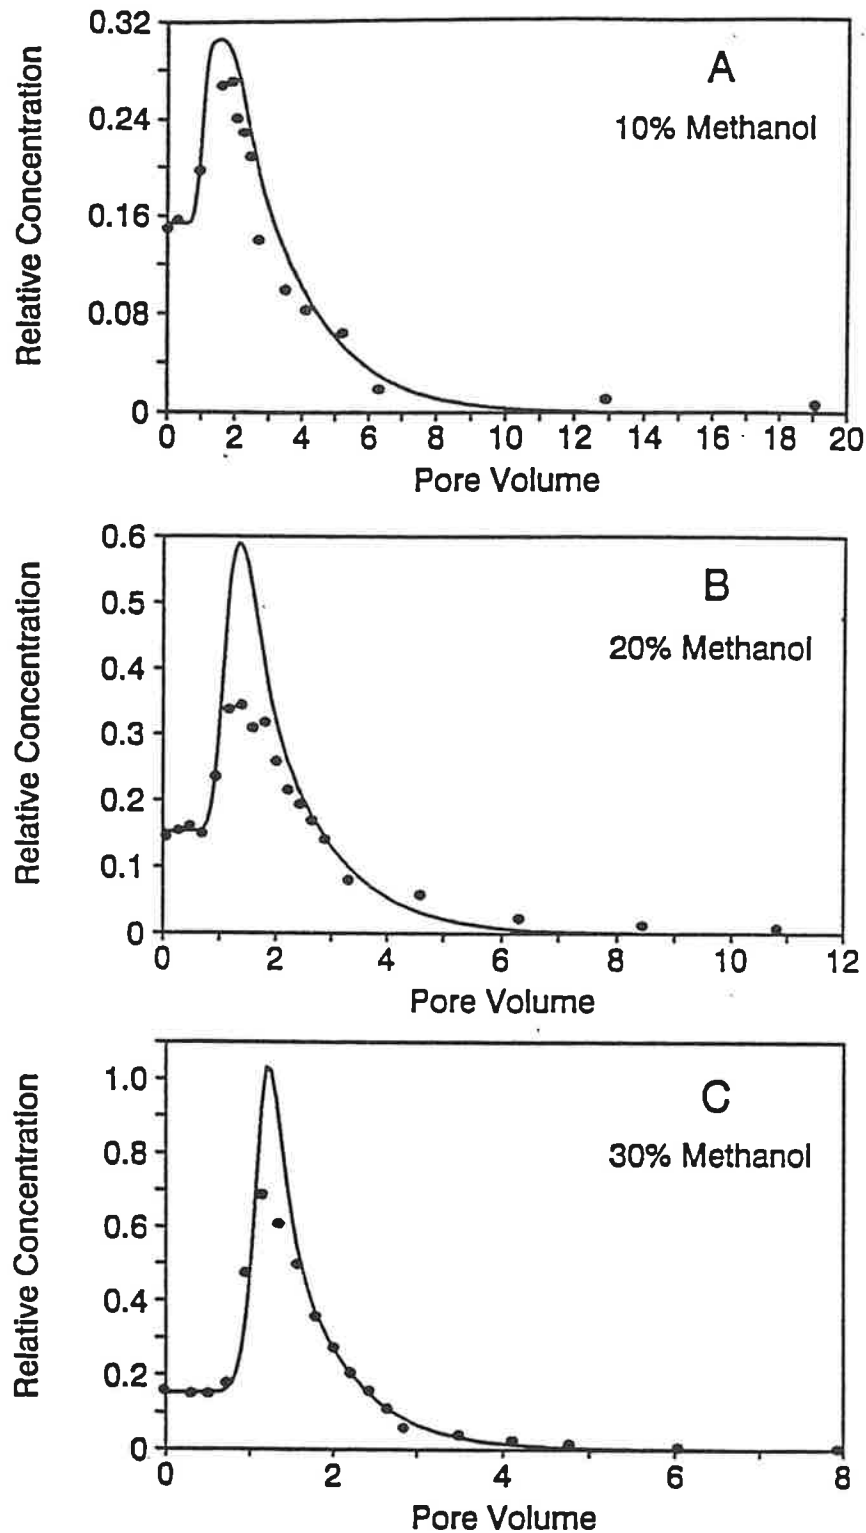 0.32
A
10% Methanol
0.24
0.16
0.08
0
Relative Concentration
0 2 4 6 8 10 12 14 16 18 20
Pore Volume
0.6
B
20% Methanol
0.5
0.4
0.3
0.2
0.1
0
Relative Concentration
0 2 4 6 8 10 12
Pore Volume
1.0
C
30% Methanol
0.8
0.6
0.4
0.2
0
Relative Concentration
0 2 4 6 8
Pore Volume